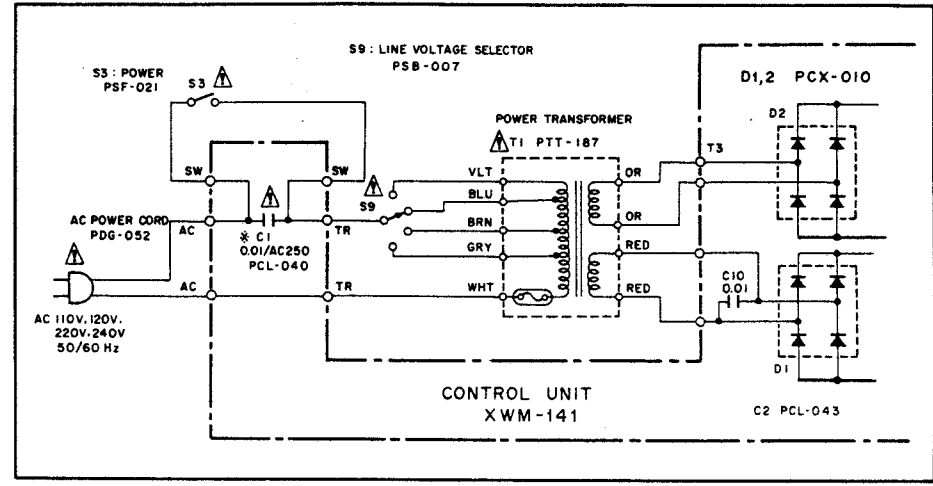 S9 : LINE VOLTAGE SELECTOR
PSB-007
S3 : POWER
PSF-021
S3
D1,2 PCX-010
D2
POWER TRANSFORMER
T1 PTT-187
T3
SW
SW
VLT
OR
BLU
S9
AC POWER CORD
PDG-052
AC
※ C1
0.01/AC250
PCL-040
TR
BRN
OR
GRY
RED
C10
0.01
AC
TR
WHT
RED
AC 110V, 120V,
220V, 240V
50/60 Hz
D1
CONTROL UNIT
XWM-141
C2 PCL-043